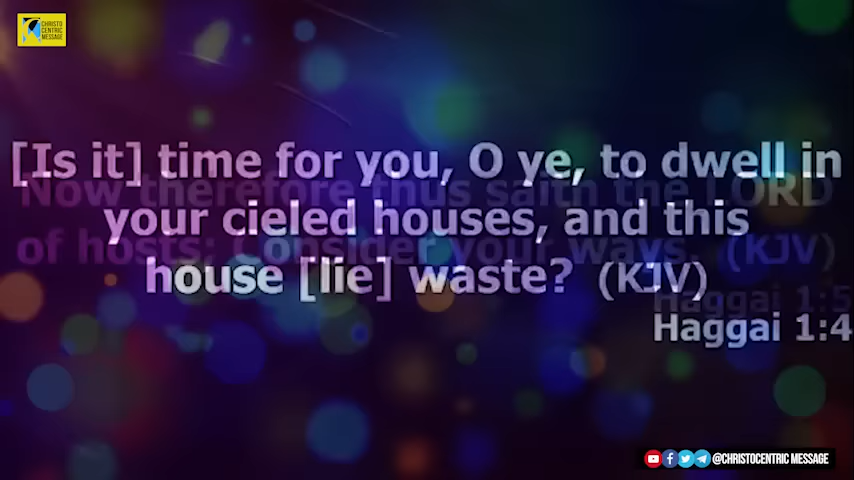 CHRISTO
CENTRIC
MESSAGE
[Is it] time for you, O ye, to dwell in
your cieled houses, and this
house [lie] waste? (KJV)
Haggai 1:4
Now therefore thus saith the LORD
of hosts; Consider your ways. (KJV)
Haggai 1:5
@CHRISTOCENTRIC MESSAGE